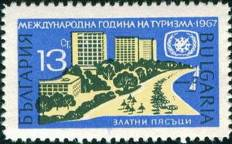 МЕЖДУНАРОДНА ГОДИНА НА ТУРИЗМА•1967
БЪЛГАРИЯ
13 Ст.
BULGARIA
ЗЛАТНИ ПЯСЪЦИ